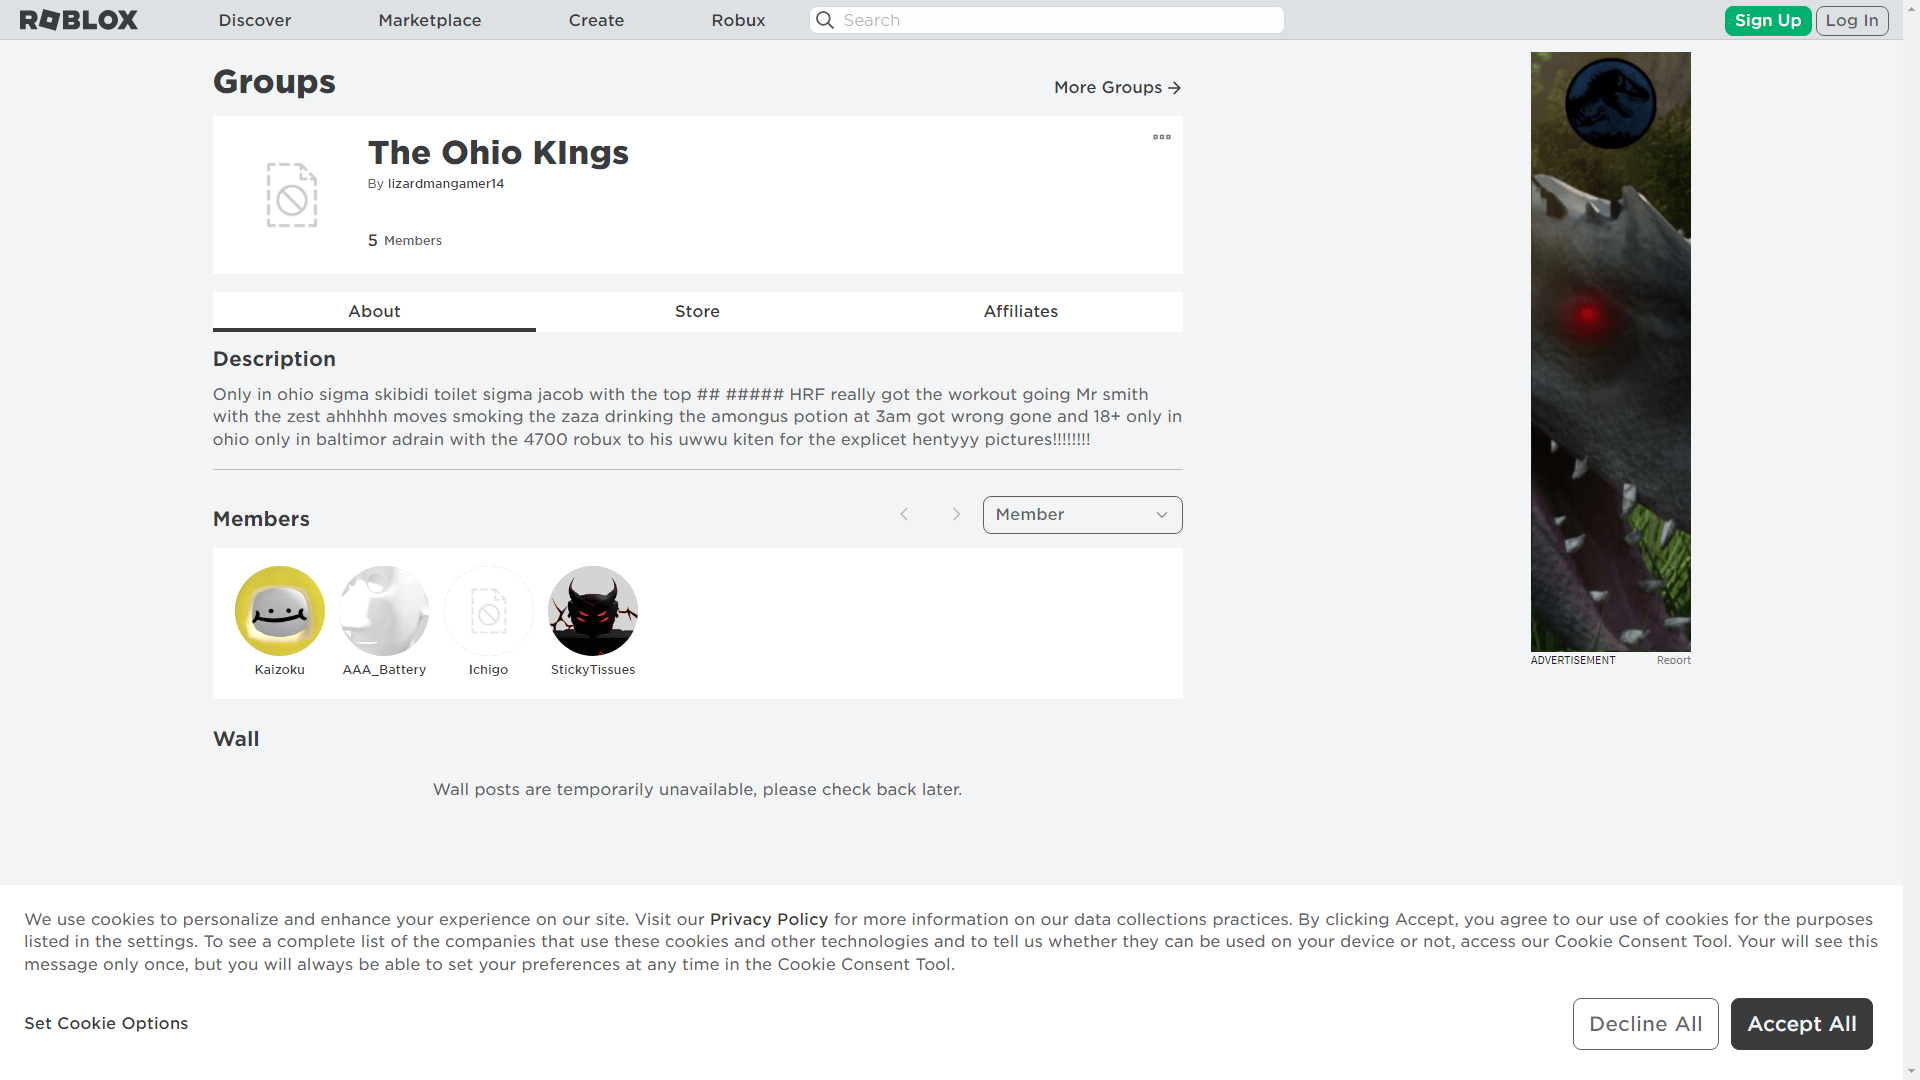 ROBLOX
Discover
Marketplace
Create
Robux
Search
Sign Up
Log In
Groups
More Groups
The Ohio KIngs
By lizardmangamer14
5 Members
About
Store
Affiliates
Description
Only in ohio sigma skibidi toilet sigma jacob with the top ## ##### HRF really got the workout going Mr smith
with the zest ahhhhh moves smoking the zaza drinking the amongus potion at 3am got wrong gone and 18+ only in
ohio only in baltimor adrain with the 4700 robux to his uwwu kiten for the explicet hentyyy pictures!!!!!!!!
Members
Member
Kaizoku
AAA_Battery
Ichigo
StickyTissues
ADVERTISEMENT
Report
Wall
Wall posts are temporarily unavailable, please check back later.
We use cookies to personalize and enhance your experience on our site. Visit our Privacy Policy for more information on our data collections practices. By clicking Accept, you agree to our use of cookies for the purposes
listed in the settings. To see a complete list of the companies that use these cookies and other technologies and to tell us whether they can be used on your device or not, access our Cookie Consent Tool. Your will see this
message only once, but you will always be able to set your preferences at any time in the Cookie Consent Tool.
Set Cookie Options
Decline All
Accept All